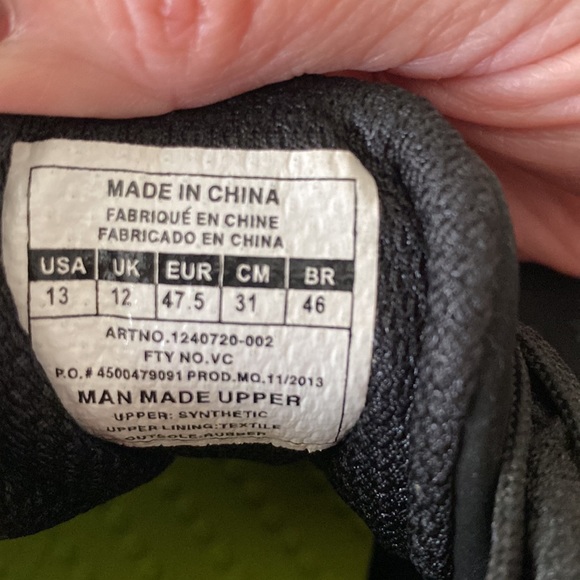 MADE IN CHINA
FABRIQUÉ EN CHINE
FABRICADO EN CHINA
USA UK EUR CM BR
13 12 47.5 31 46
ARTNO.1240720-002
FTY NO.VC
P.O.# 4500479091 PROD.MO.11/2013
MAN MADE UPPER
UPPER: SYNTHETIC
UPPER LINING:TEXTILE
OUTSOLE:RUBBER